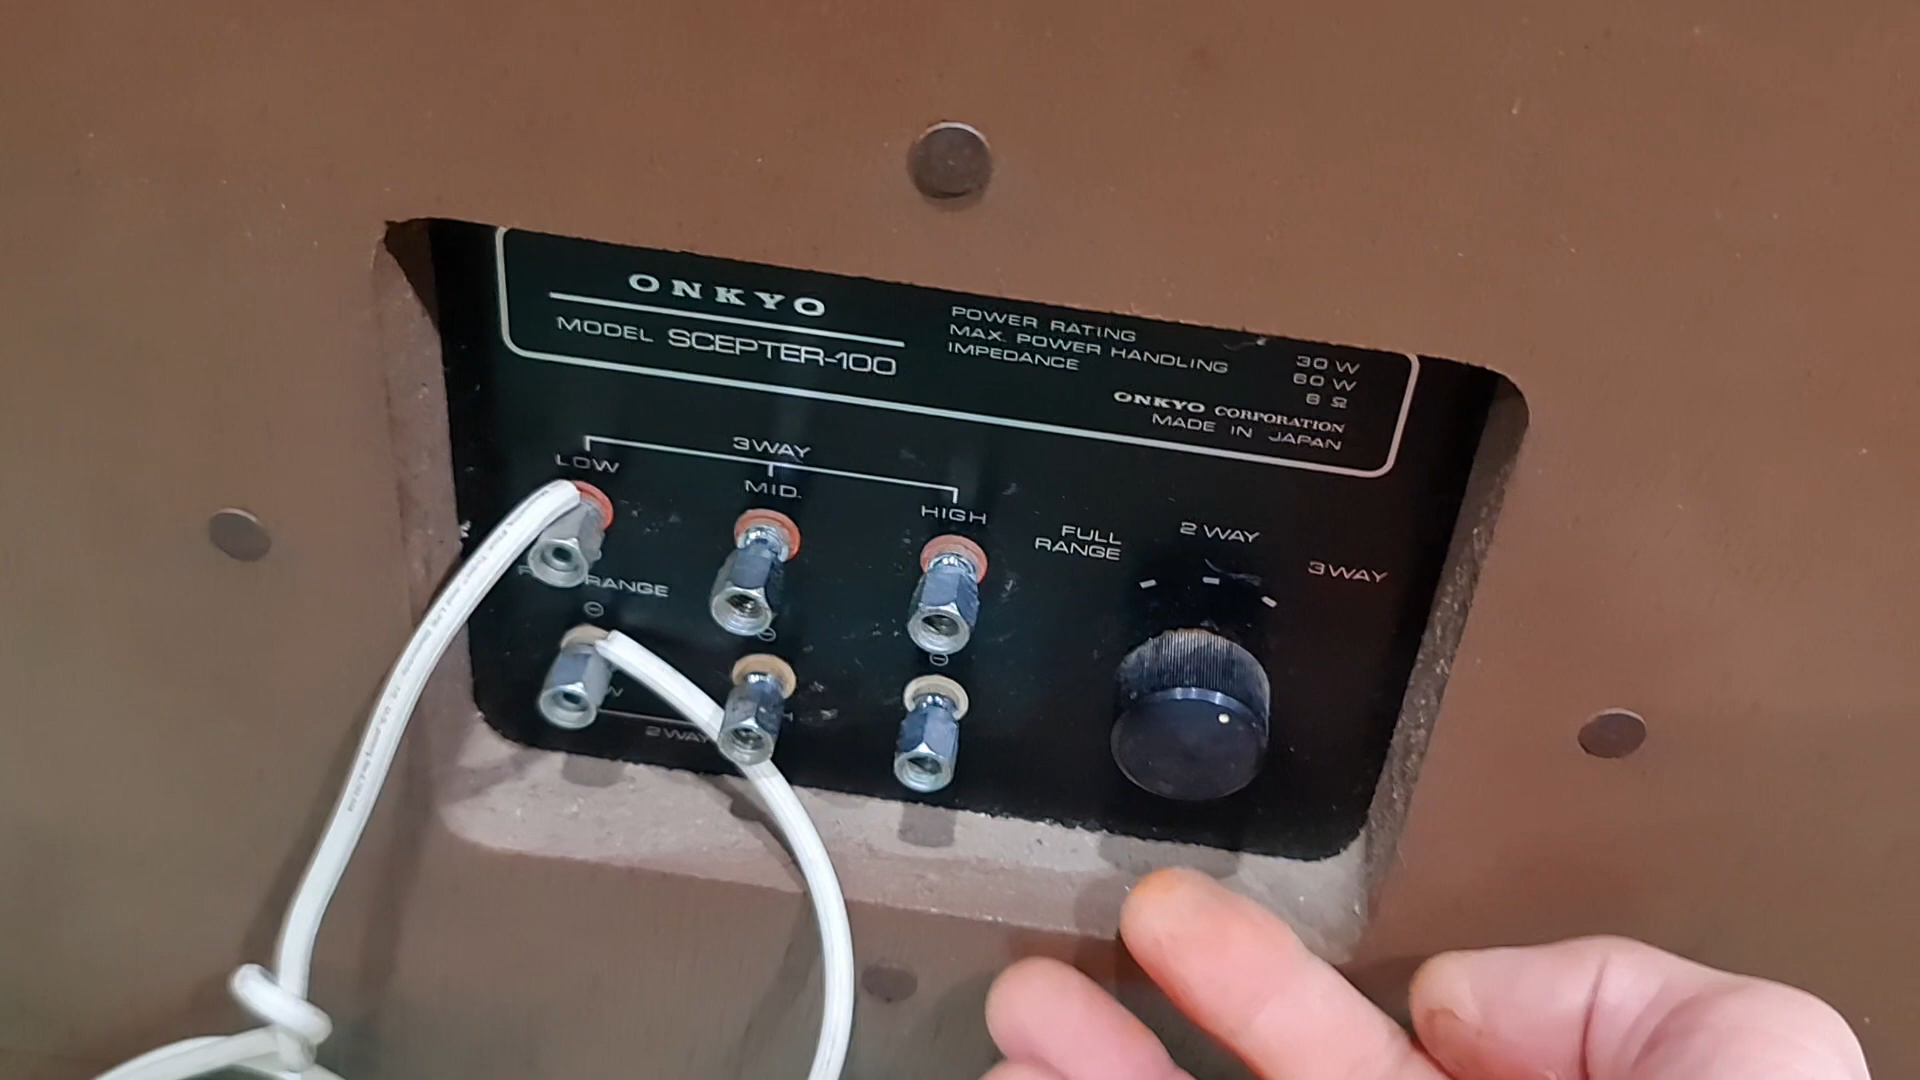 ONKYO
MODEL SCEPTER-100
POWER RATING 30 W
MAX. POWER HANDLING 60 W
IMPEDANCE 8 Ω
ONKYO CORPORATION
MADE IN JAPAN
3WAY
LOW
MID.
HIGH
FULL RANGE
2 WAY
3WAY
RANGE
⊖
⊖
⊖
2WAY